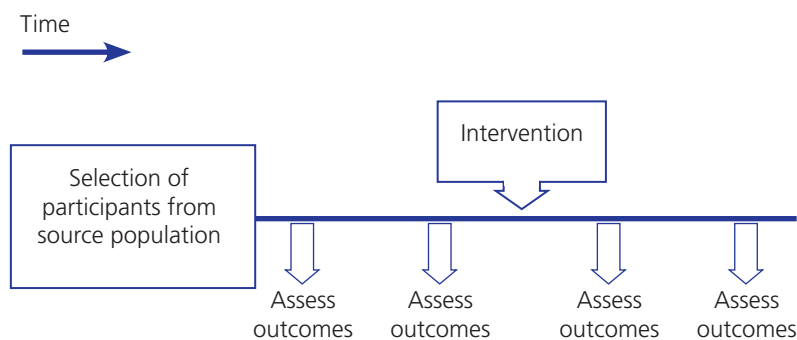 Time
Intervention
Selection of
participants from
source population
Assess
outcomes
Assess
outcomes
Assess
outcomes
Assess
outcomes